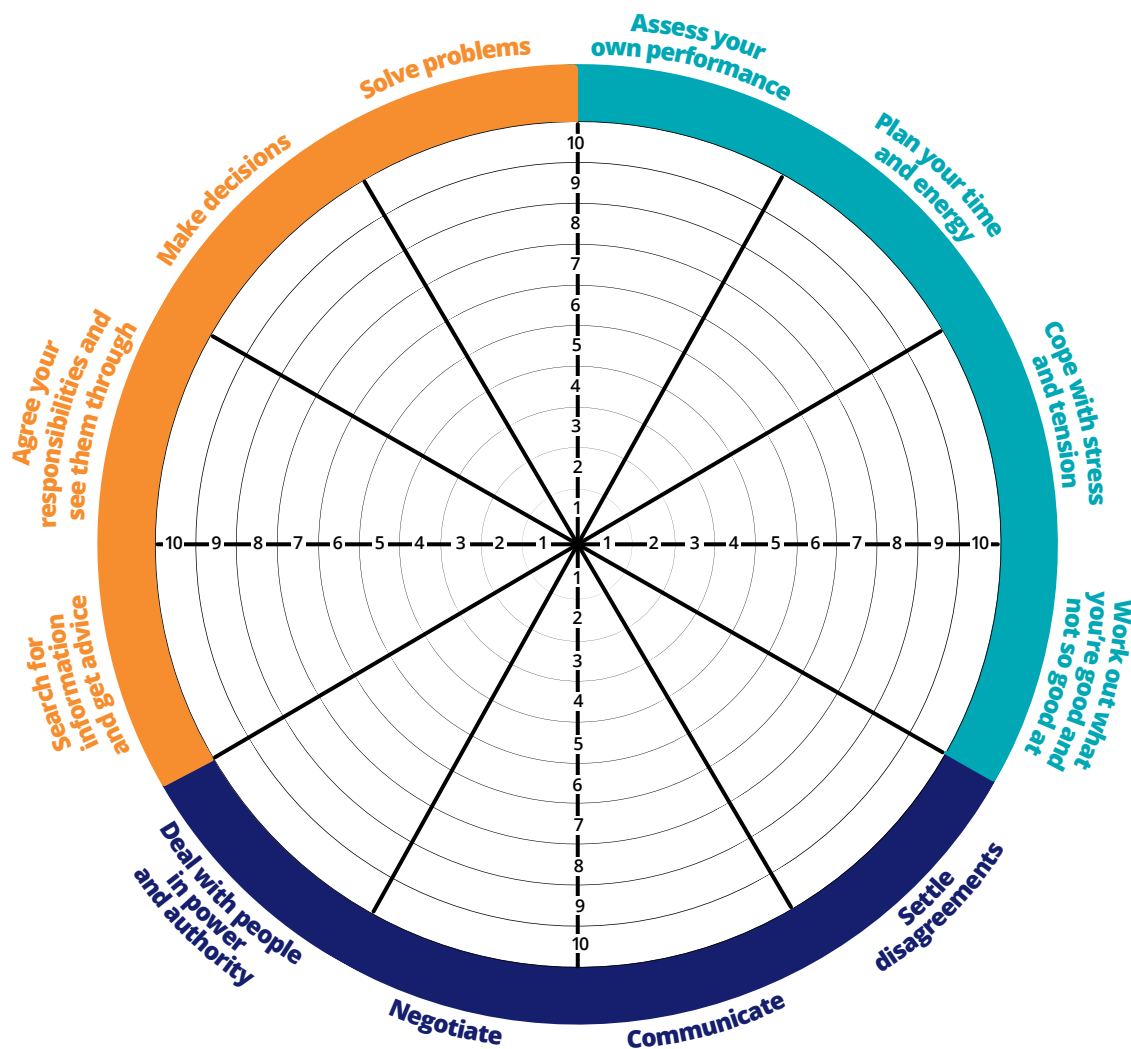 Assess your
own performance
Plan your time
and energy
Cope with stress
and tension
Work out what
you're good and
not so good at
Settle
disagreements
Communicate
Negotiate
Deal with people
in power
and authority
Search for
information
and get advice
Agree your
responsibilities and
see them through
Make decisions
Solve problems
10
9
8
7
6
5
4
3
2
1
10 9 8 7 6 5 4 3 2 1 1 2 3 4 5 6 7 8 9 10
1
2
3
4
5
6
7
8
9
10